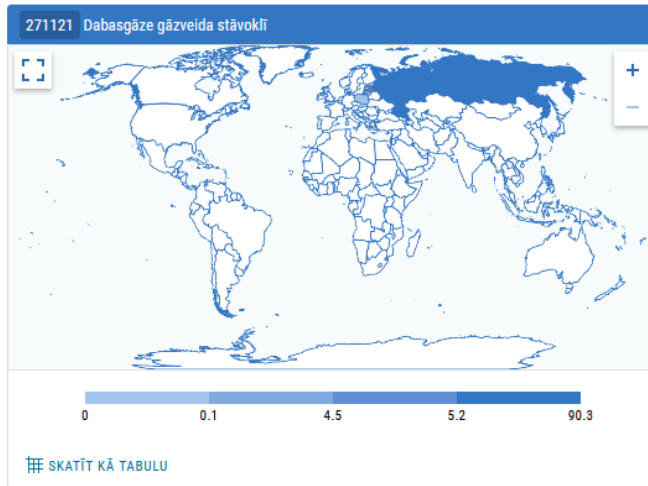 271121 Dabasgāze gāzveida stāvoklī
+
−
0 0.1 4.5 5.2 90.3
SKATĪT KĀ TABULU